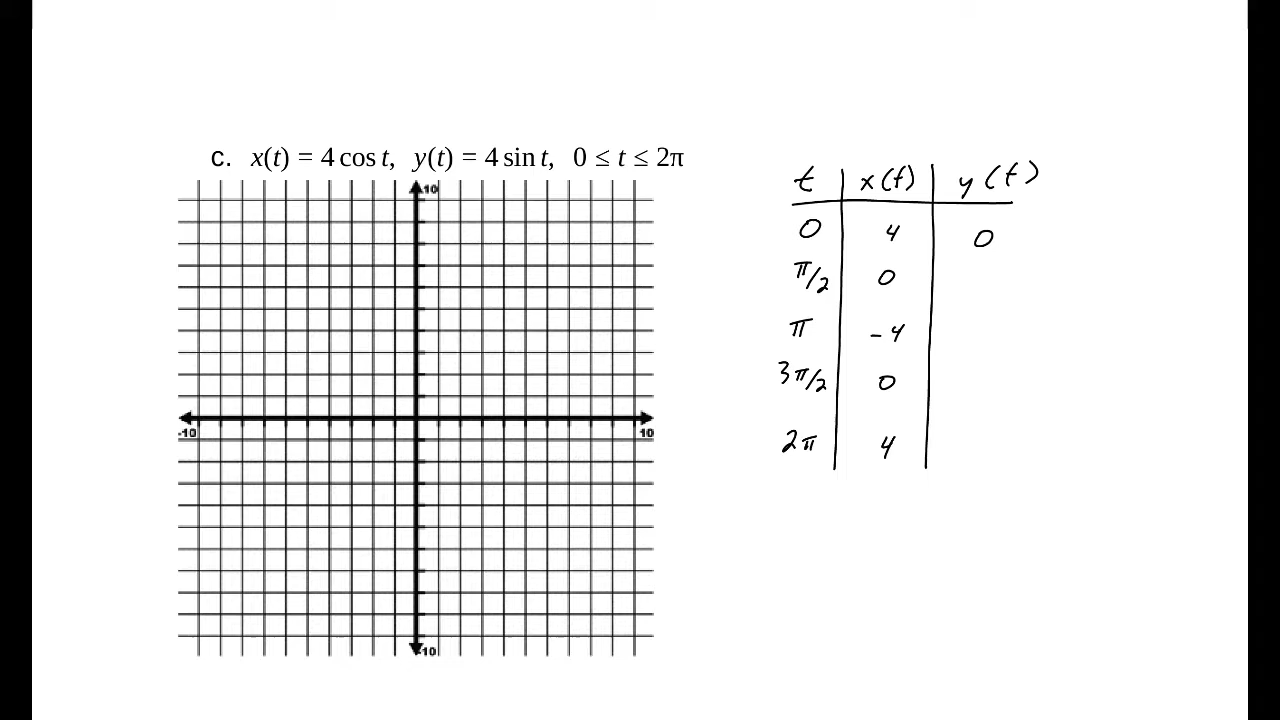 c. x(t) = 4 cos t, y(t) = 4 sin t, 0 ≤ t ≤ 2π
10
-10 10
-10
t x(t) y(t)
0 4 0
π/2 0
π -4
3π/2 0
2π 4